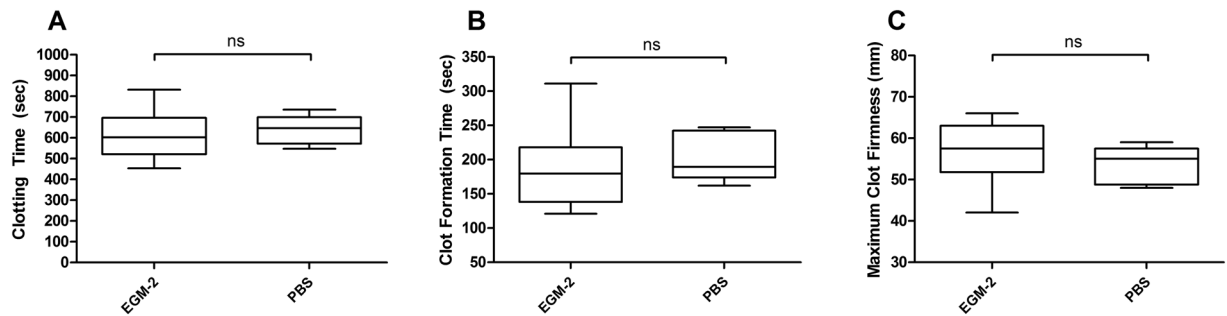 A
ns
Clotting Time (sec)
1000
900
800
700
600
500
400
300
200
100
0
EGM-2
PBS
B
ns
Clot Formation Time (sec)
350
300
250
200
150
100
50
EGM-2
PBS
C
ns
Maximum Clot Firmness (mm)
80
70
60
50
40
30
EGM-2
PBS